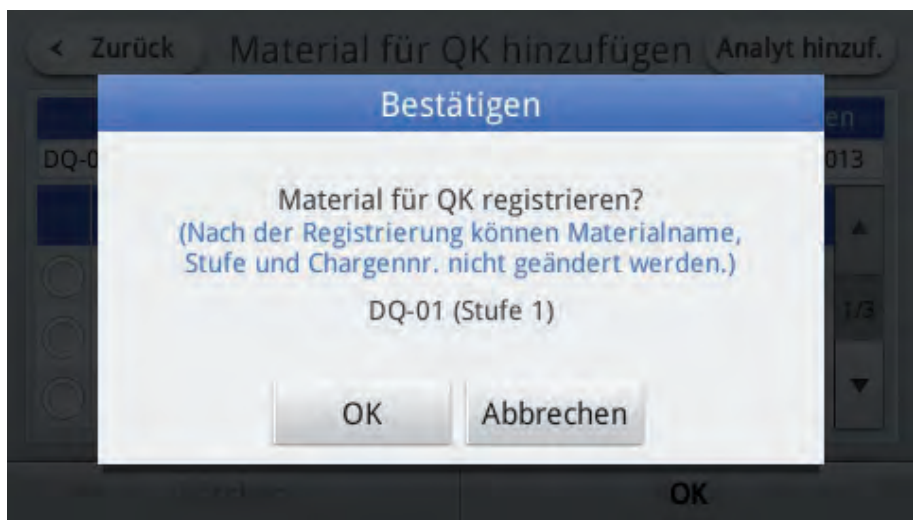 < Zurück
Material für QK hinzufügen
Analyt hinzuf.
Bestätigen
en
DQ-0
013
Material für QK registrieren?
(Nach der Registrierung können Materialname,
Stufe und Chargennr. nicht geändert werden.)
DQ-01 (Stufe 1)
1/3
OK
Abbrechen
OK